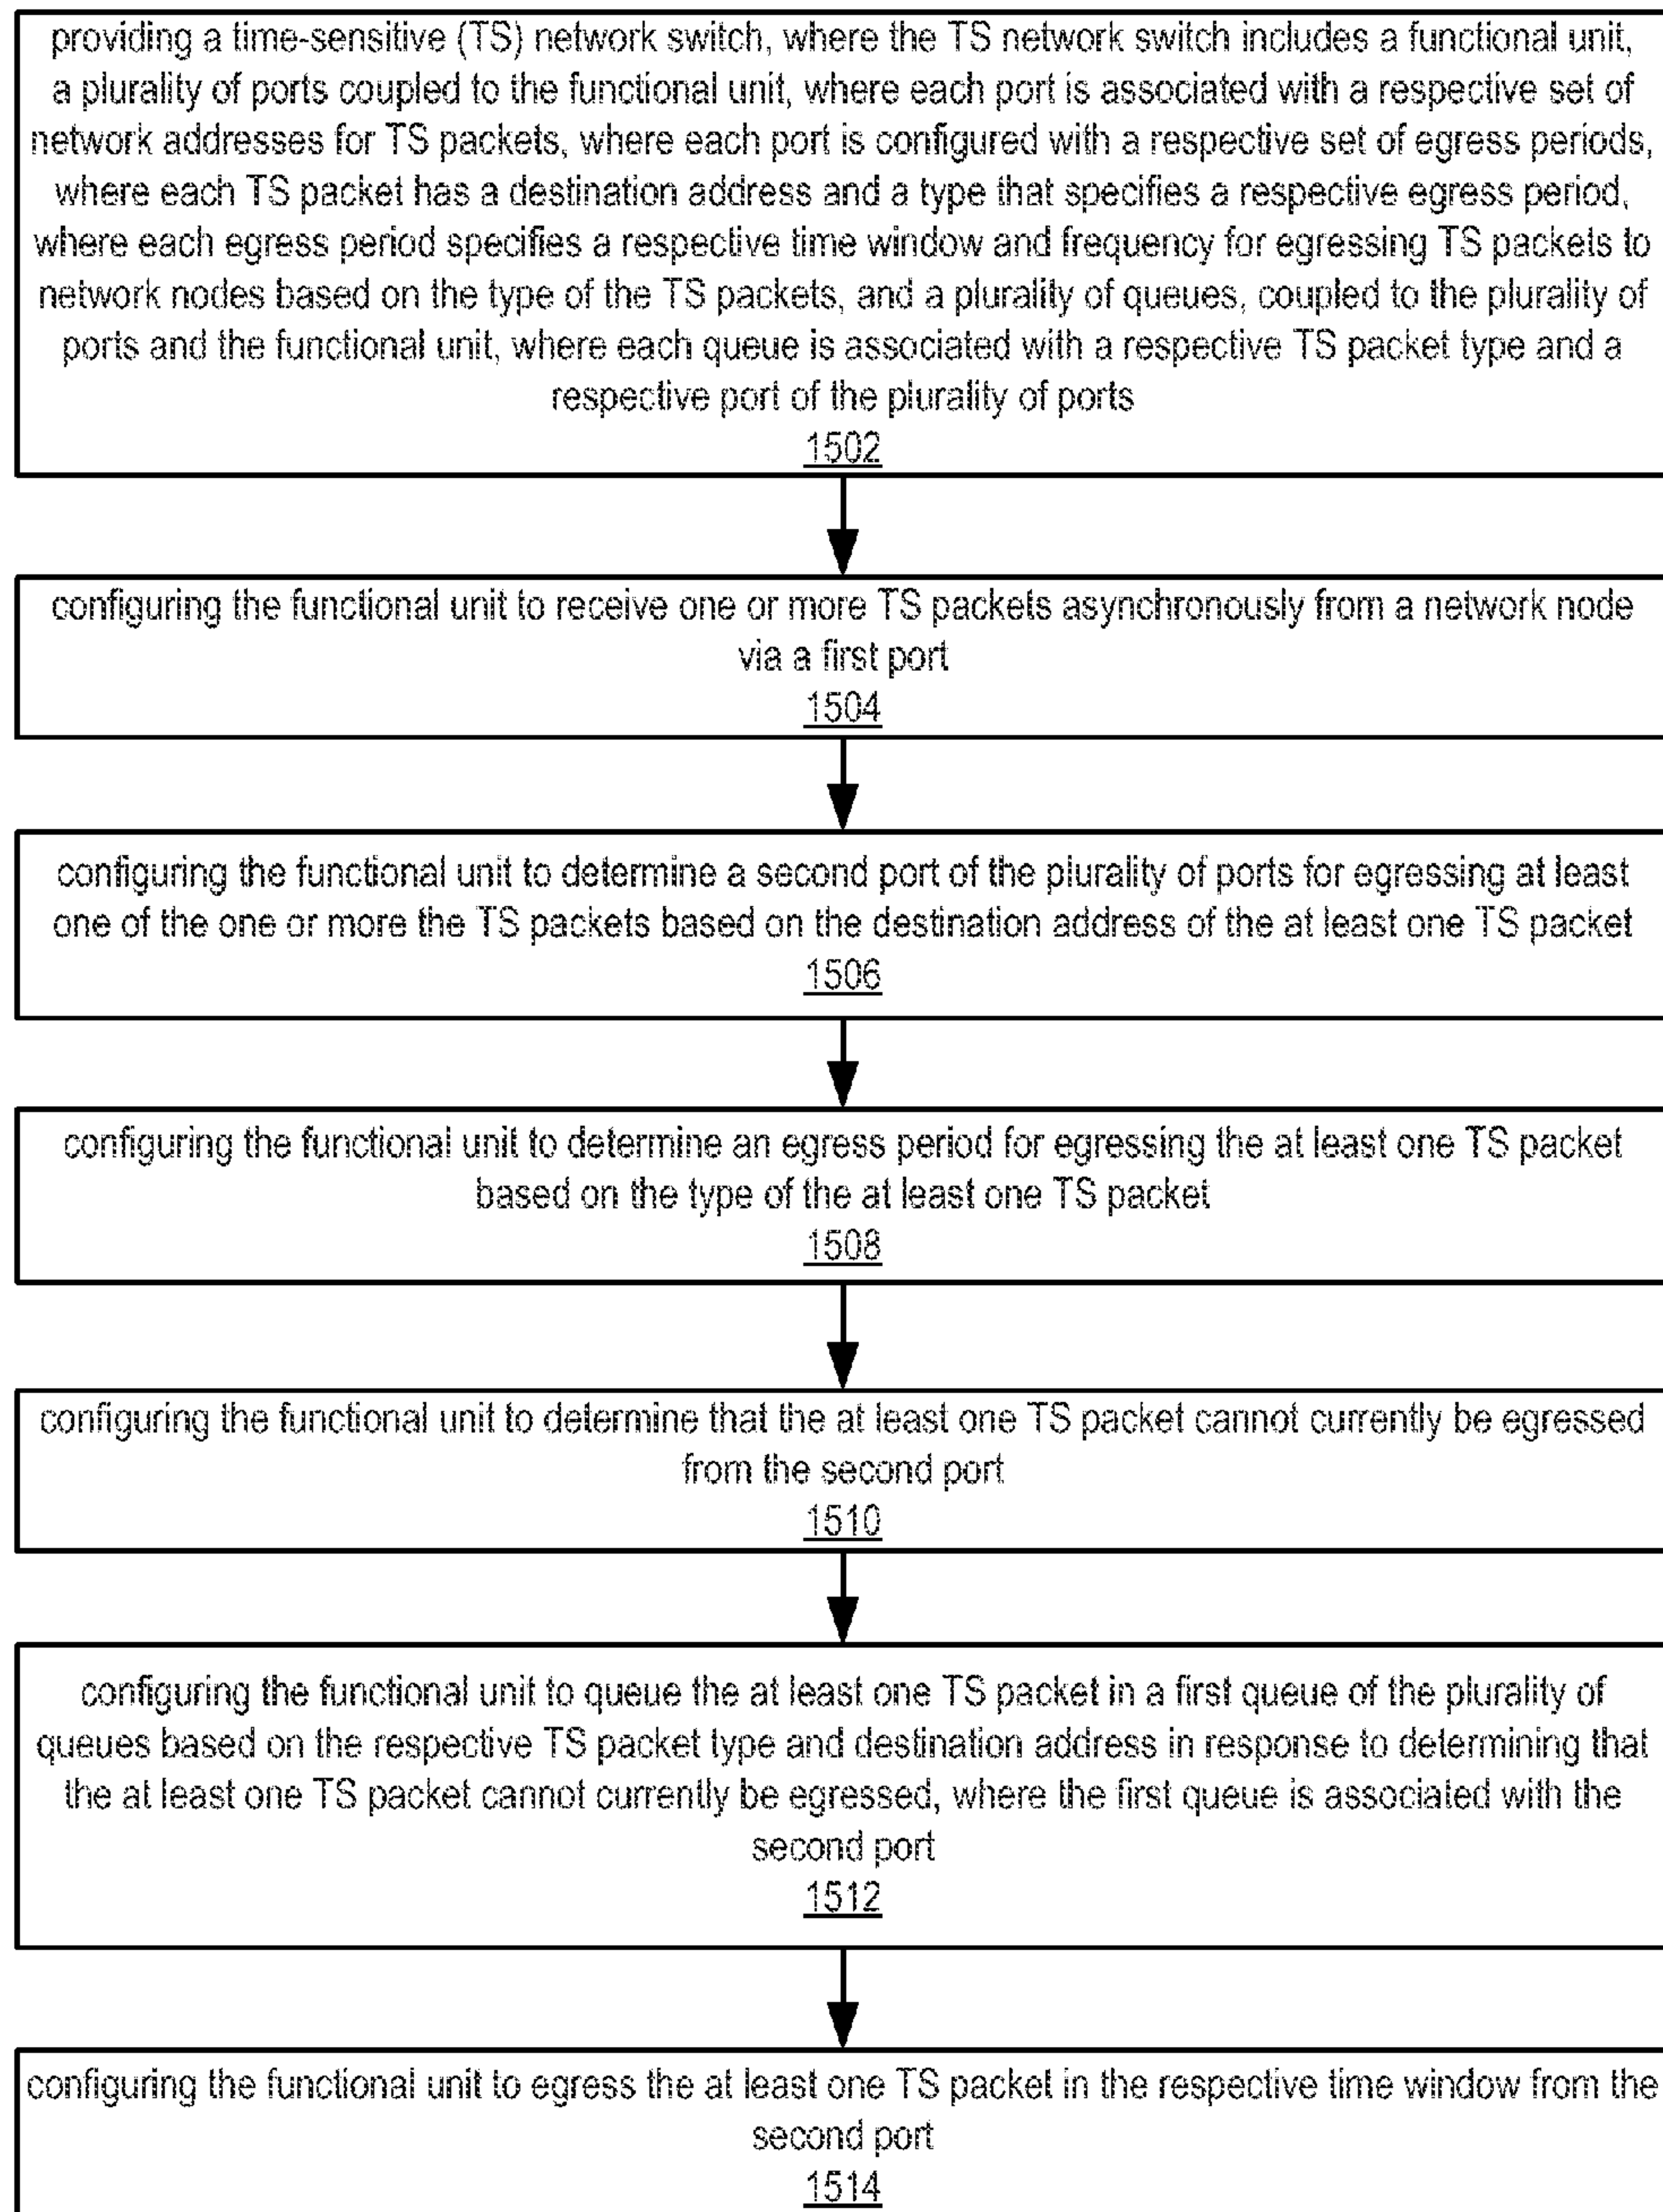 providing a time-sensitive (TS) network switch, where the TS network switch includes a functional unit,
a plurality of ports coupled to the functional unit, where each port is associated with a respective set of
network addresses for TS packets, where each port is configured with a respective set of egress periods,
where each TS packet has a destination address and a type that specifies a respective egress period,
where each egress period specifies a respective time window and frequency for egressing TS packets to
network nodes based on the type of the TS packets, and a plurality of queues, coupled to the plurality of
ports and the functional unit, where each queue is associated with a respective TS packet type and a
respective port of the plurality of ports
1502
configuring the functional unit to receive one or more TS packets asynchronously from a network node
via a first port
1504
configuring the functional unit to determine a second port of the plurality of ports for egressing at least
one of the one or more the TS packets based on the destination address of the at least one TS packet
1506
configuring the functional unit to determine an egress period for egressing the at least one TS packet
based on the type of the at least one TS packet
1508
configuring the functional unit to determine that the at least one TS packet cannot currently be egressed
from the second port
1510
configuring the functional unit to queue the at least one TS packet in a first queue of the plurality of
queues based on the respective TS packet type and destination address in response to determining that
the at least one TS packet cannot currently be egressed, where the first queue is associated with the
second port
1512
configuring the functional unit to egress the at least one TS packet in the respective time window from the
second port
1514